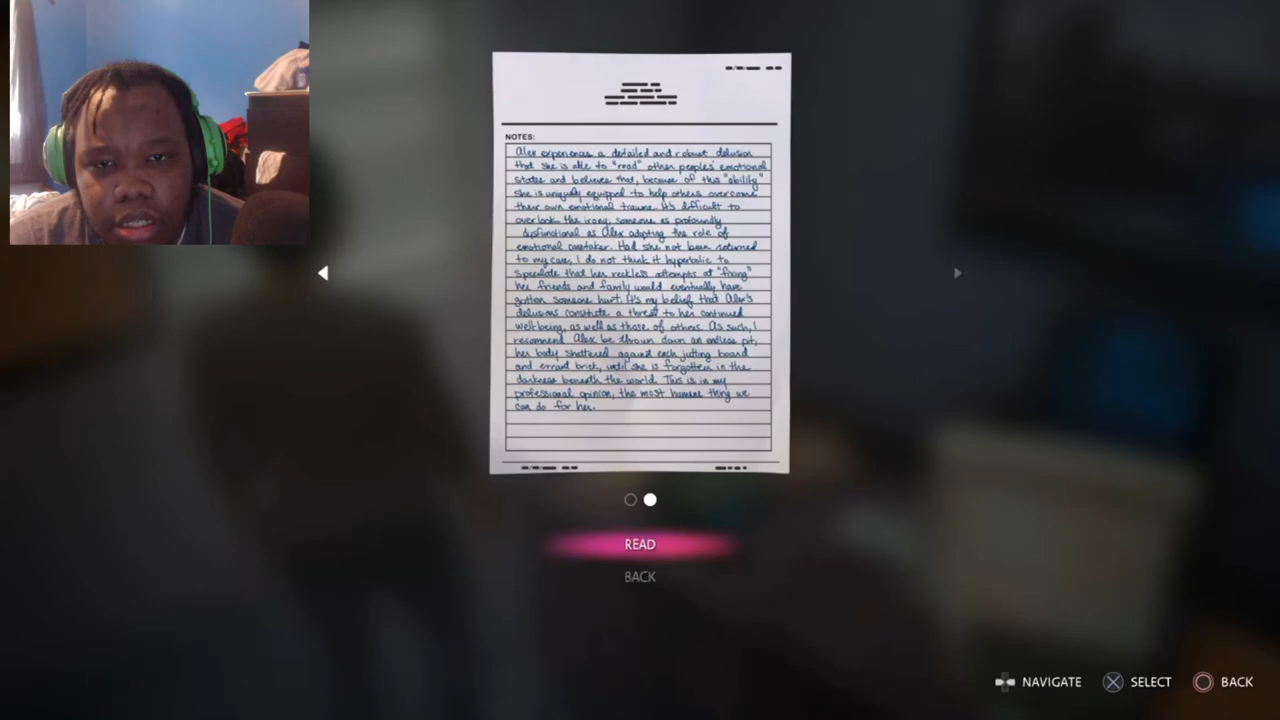 NOTES:
Alex experiences a detailed and robust delusion
that she is able to "read" other peoples' emotional
states and believes that, because of this "ability"
she is uniquely equipped to help others overcome
their own emotional trauma. It's difficult to
overlook the irony; someone as profoundly
dysfunctional as Alex adopting the role of
emotional caretaker. Had she not been returned
to my care, I do not think it hyperbolic to
speculate that her reckless attempts at "fixing"
her friends and family would eventually have
gotten someone hurt. It's my belief that Alex's
delusions constitute a threat to her continued
well-being, as well as those of others. As such, I
recommend Alex be thrown down an endless pit,
her body shattered against each jutting board
and errant brick, until she is forgotten in the
darkness beneath the world. This is in my
professional opinion, the most humane thing we
can do for her.
READ
BACK
NAVIGATE SELECT BACK